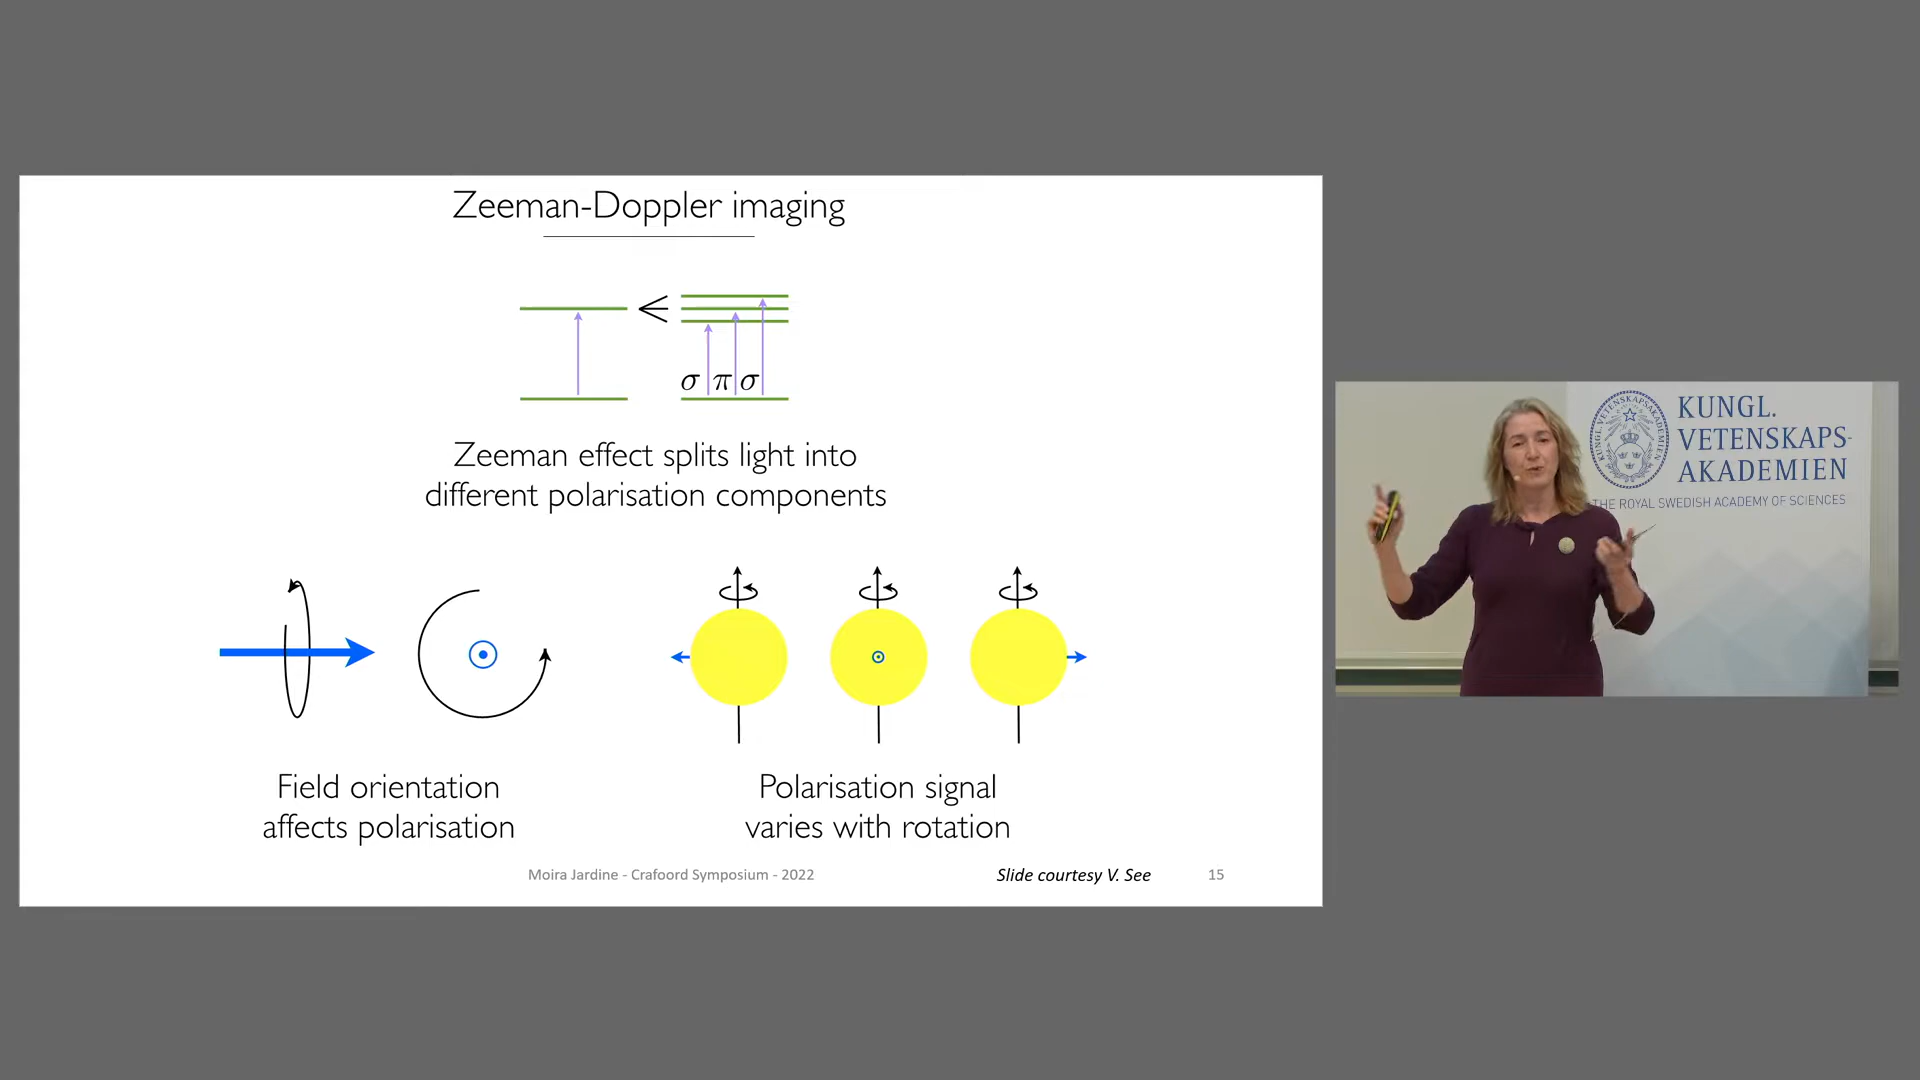 Zeeman-Doppler imaging
σ π σ
Zeeman effect splits light into
different polarisation components
Field orientation
affects polarisation
Polarisation signal
varies with rotation
Moira Jardine - Crafoord Symposium - 2022
Slide courtesy V. See
15
KUNGL.
VETENSKAPS-
AKADEMIEN
THE ROYAL SWEDISH ACADEMY OF SCIENCES